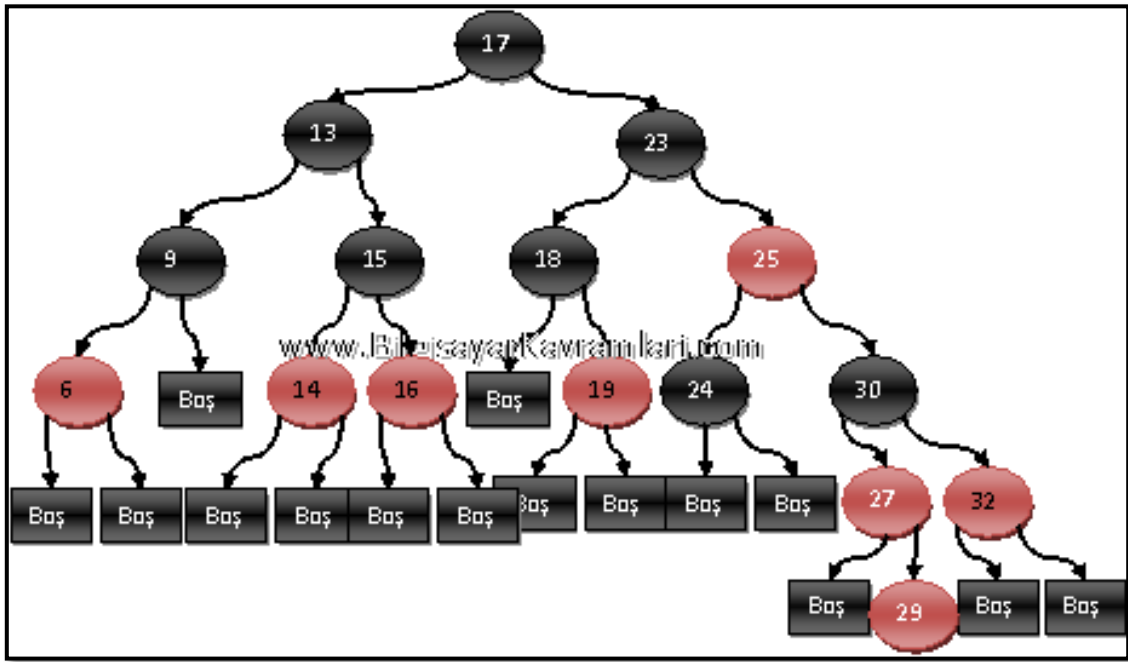 17
13 23
9 15 18 25
www.BilgisayarKavramlari.com
6 Boş 14 16 Boş 19 24 30
Boş Boş Boş Boş Boş Boş Boş Boş Boş Boş 27 32
Boş 29 Boş Boş